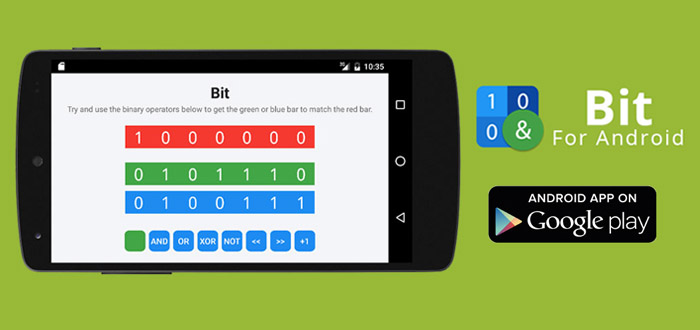 3G 10:35
Bit
Try and use the binary operators below to get the green or blue bar to match the red bar.
1 0 0 0 0 0 0
0 1 0 1 1 1 0
0 1 0 0 1 1 1
AND OR XOR NOT << >> +1
1 0
0 &
Bit
For Android
ANDROID APP ON
Google play